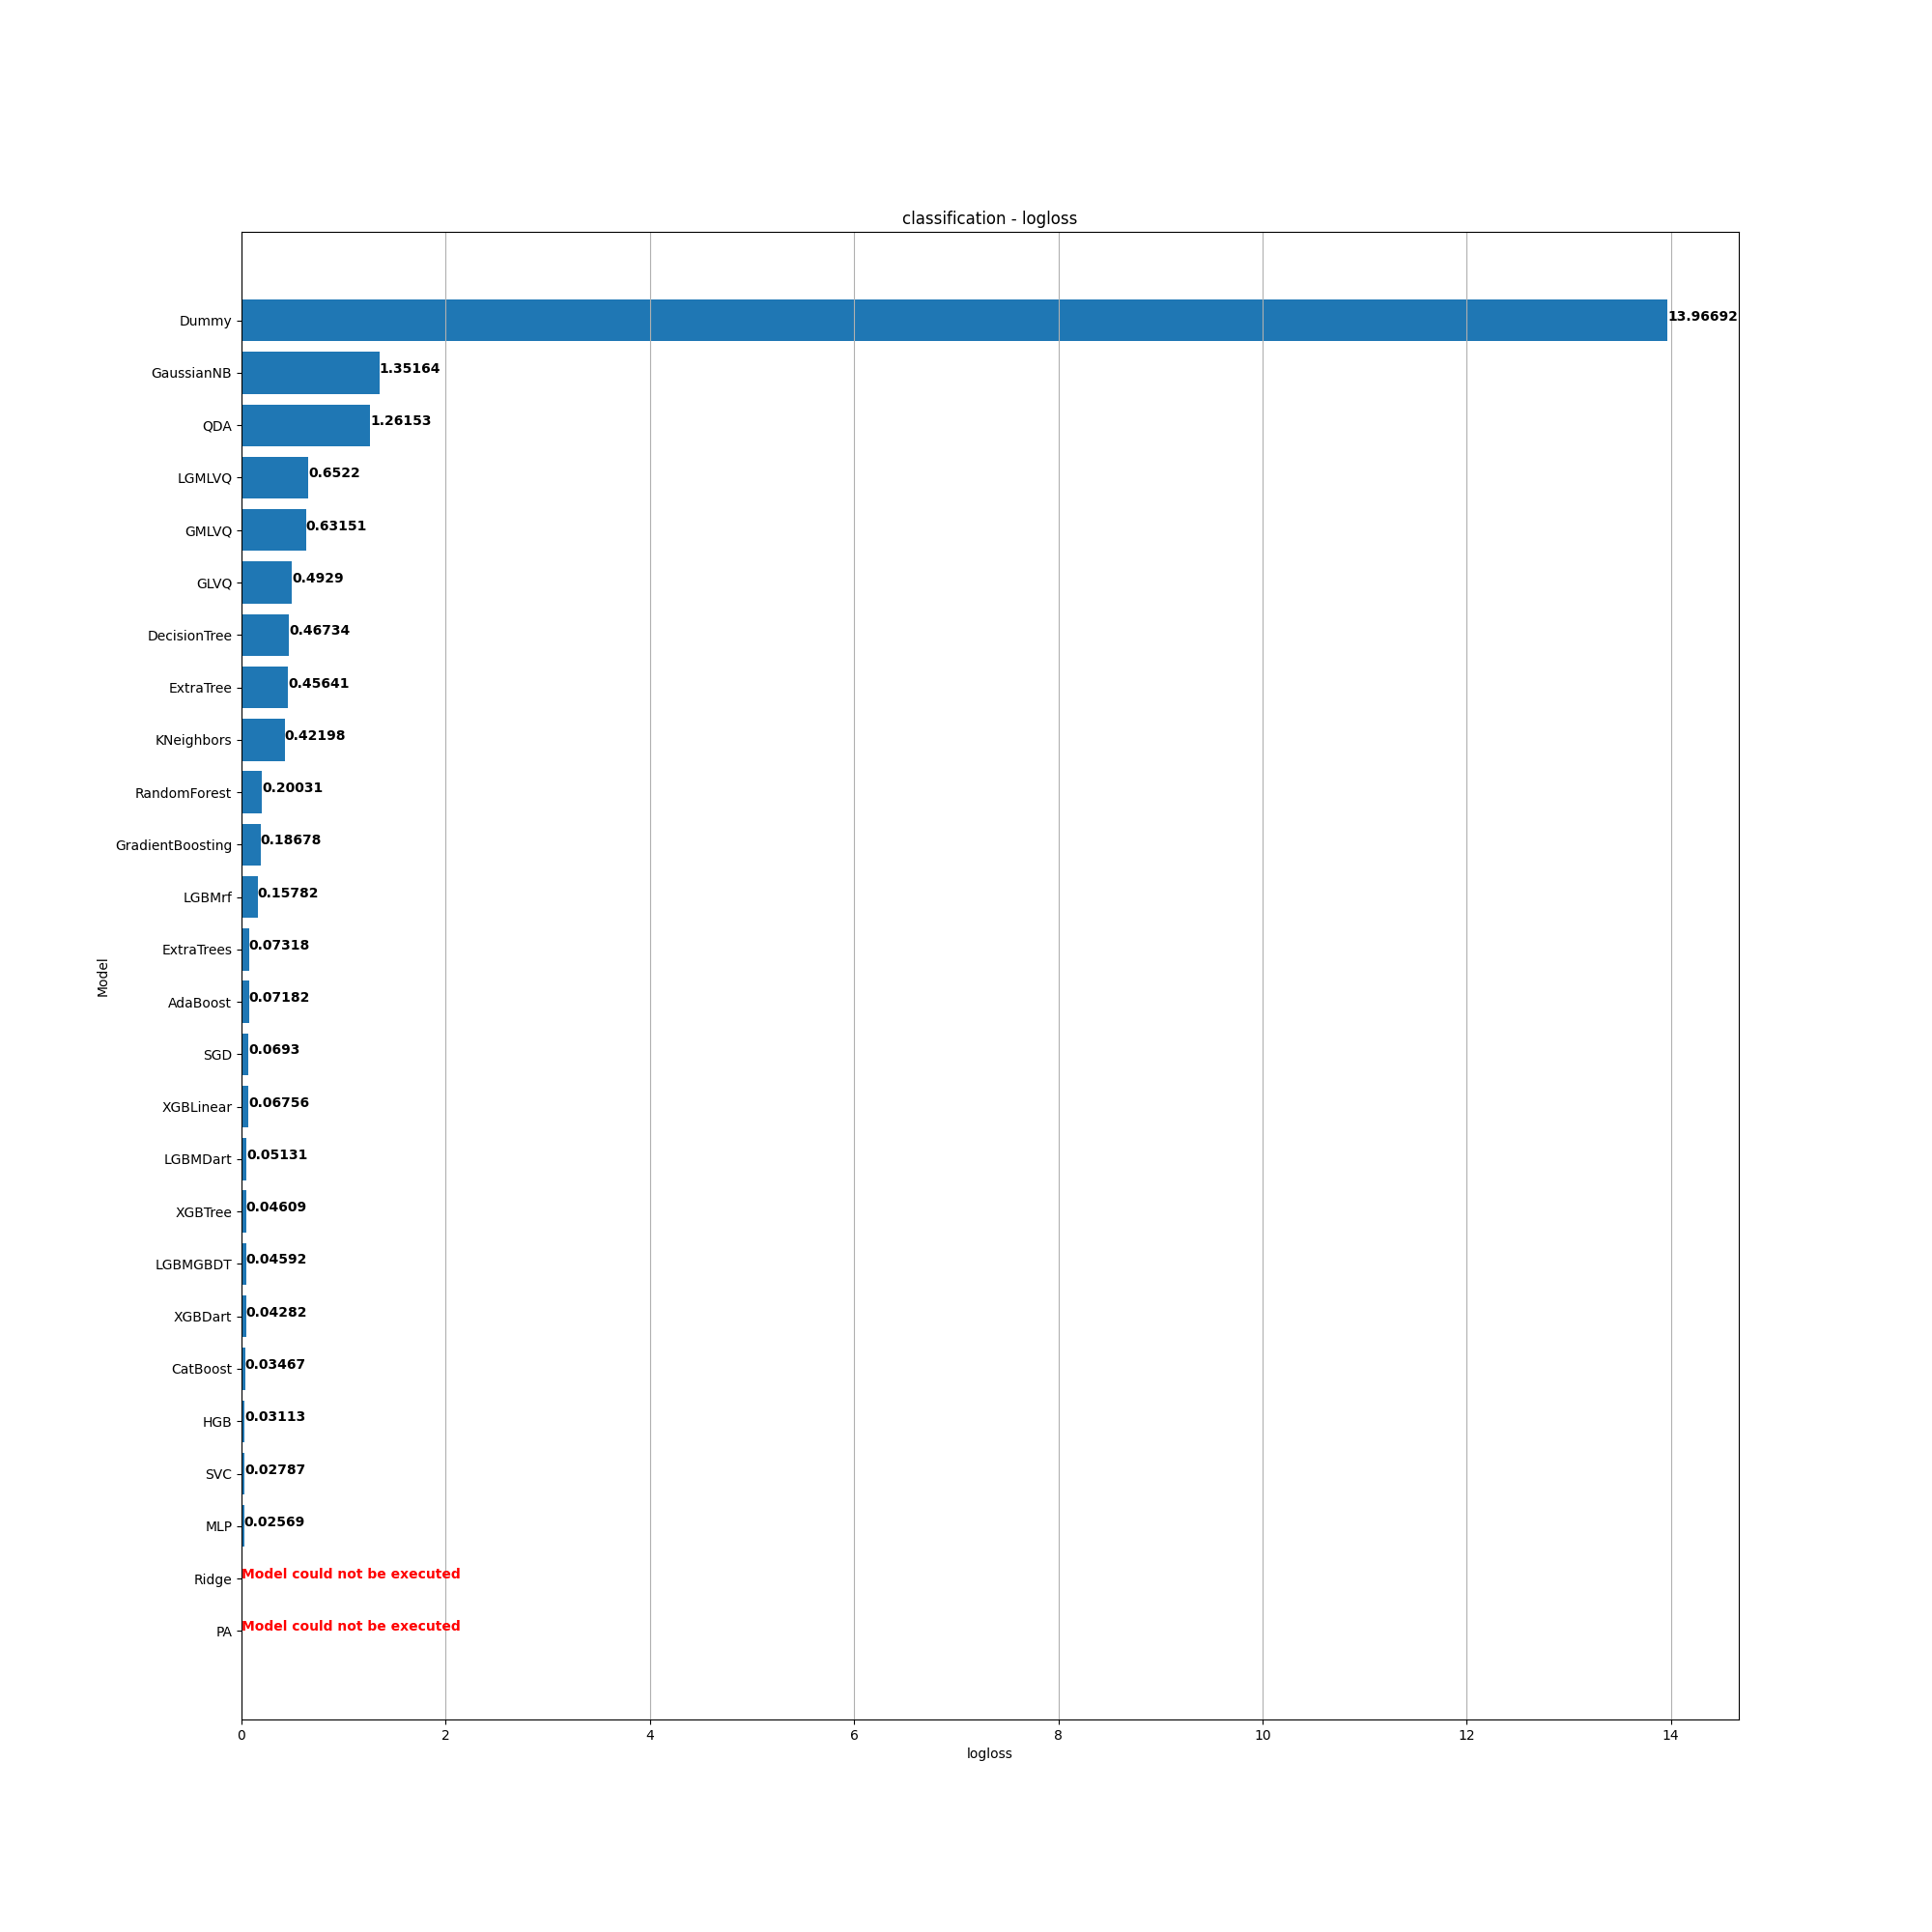 classification - logloss
Dummy 13.96692
GaussianNB 1.35164
QDA 1.26153
LGMLVQ 0.6522
GMLVQ 0.63151
GLVQ 0.4929
DecisionTree 0.46734
ExtraTree 0.45641
KNeighbors 0.42198
RandomForest 0.20031
GradientBoosting 0.18678
LGBMrf 0.15782
ExtraTrees 0.07318
Model
AdaBoost 0.07182
SGD 0.0693
XGBLinear 0.06756
LGBMDart 0.05131
XGBTree 0.04609
LGBMGBDT 0.04592
XGBDart 0.04282
CatBoost 0.03467
HGB 0.03113
SVC 0.02787
MLP 0.02569
Ridge Model could not be executed
PA Model could not be executed
0 2 4 6 8 10 12 14
logloss